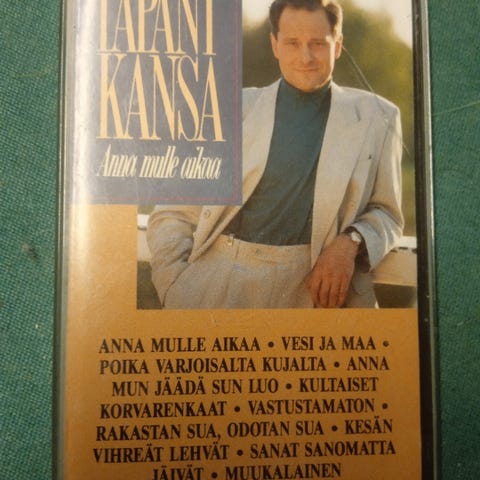 TAPANI
KANSA
Anna mulle aikaa
ANNA MULLE AIKAA • VESI JA MAA •
POIKA VARJOISALTA KUJALTA • ANNA
MUN JÄÄDÄ SUN LUO • KULTAISET
KORVARENKAAT • VASTUSTAMATON •
RAKASTAN SUA, ODOTAN SUA • KESÄN
VIHREÄT LEHVÄT • SANAT SANOMATTA
JÄIVÄT • MUUKALAINEN